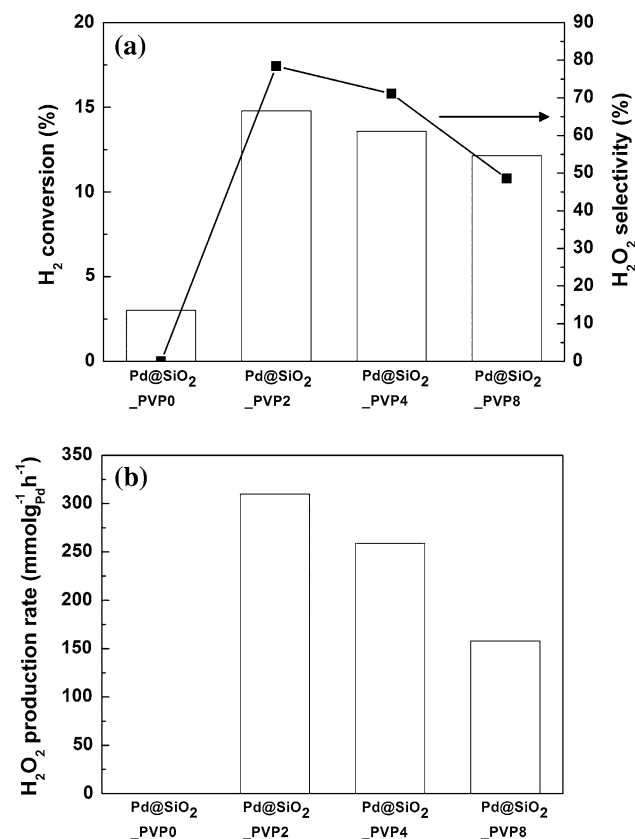 (a)
H2 conversion (%)
20
15
10
5
0
90
80
70
60
50
40
30
20
10
0
H2O2 selectivity (%)
Pd@SiO2 Pd@SiO2 Pd@SiO2 Pd@SiO2
_PVP0 _PVP2 _PVP4 _PVP8
(b)
H2O2 production rate (mmolg-1Pdh-1)
350
300
250
200
150
100
50
0
Pd@SiO2 Pd@SiO2 Pd@SiO2 Pd@SiO2
_PVP0 _PVP2 _PVP4 _PVP8